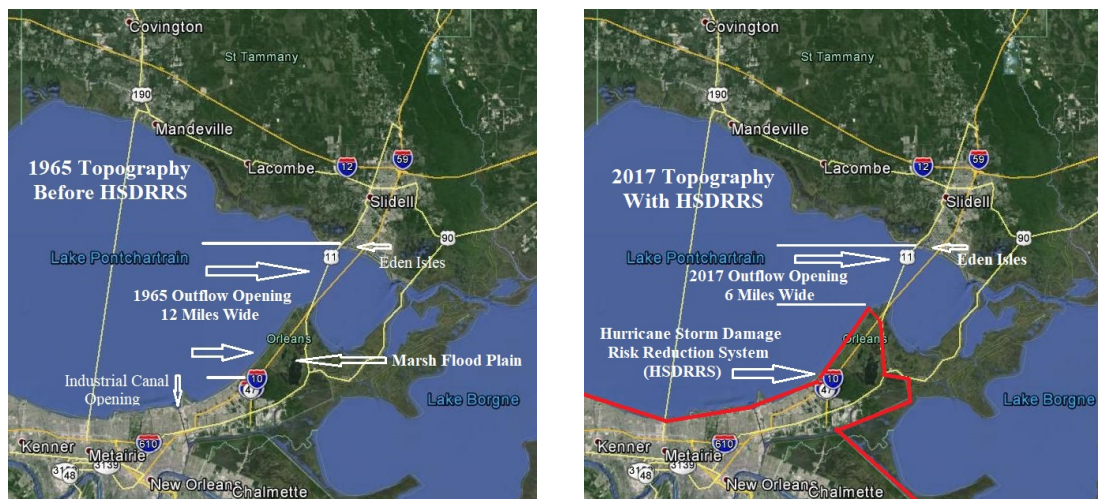 Covington
St Tammany
190
Mandeville
59
12
Lacombe
1965 Topography
Before HSDRRS
Slidell
90
Lake Pontchartrain
11
Eden Isles
1965 Outflow Opening
12 Miles Wide
Orleans
Marsh Flood Plain
Industrial Canal
Opening
10
47
Lake Borgne
Kenner
610
Metairie
3139
48
New Orleans
Chalmette
Covington
St Tammany
190
Mandeville
59
12
Lacombe
2017 Topography
With HSDRRS
Slidell
90
Lake Pontchartrain
11
Eden Isles
2017 Outflow Opening
6 Miles Wide
Hurricane Storm Damage
Risk Reduction System
(HSDRRS)
Orleans
10
47
Lake Borgne
Kenner
610
Metairie
3139
48
New Orleans
Chalmette